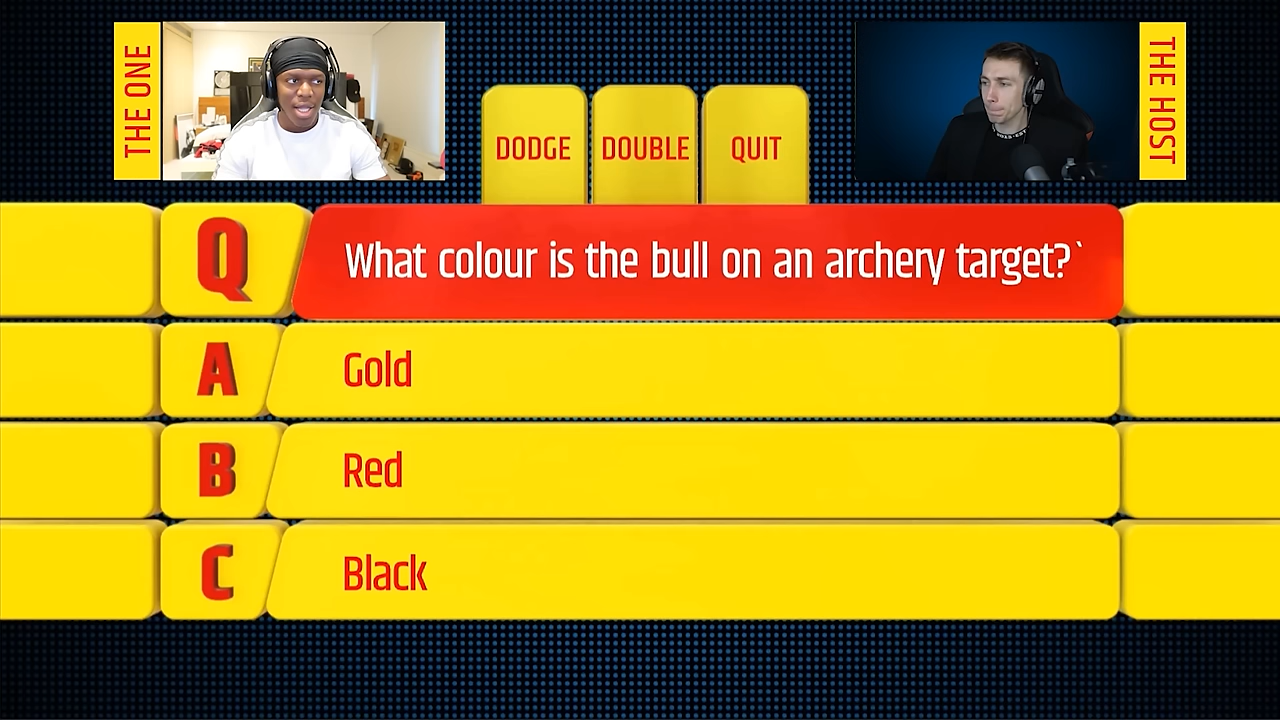 THE ONE
DODGE
DOUBLE
QUIT
THE HOST
Q
What colour is the bull on an archery target?`
A
Gold
B
Red
C
Black